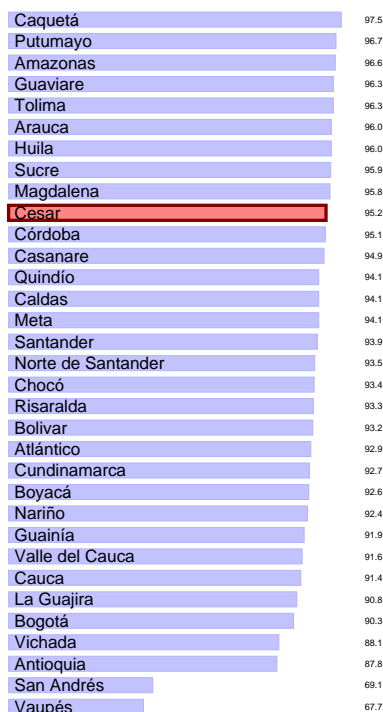 Caquetá 97.5
Putumayo 96.7
Amazonas 96.6
Guaviare 96.3
Tolima 96.3
Arauca 96.0
Huila 96.0
Sucre 95.9
Magdalena 95.8
Cesar 95.2
Córdoba 95.1
Casanare 94.9
Quindío 94.1
Caldas 94.1
Meta 94.1
Santander 93.9
Norte de Santander 93.5
Chocó 93.4
Risaralda 93.3
Bolivar 93.2
Atlántico 92.9
Cundinamarca 92.7
Boyacá 92.6
Nariño 92.4
Guainía 91.9
Valle del Cauca 91.6
Cauca 91.4
La Guajira 90.8
Bogotá 90.3
Vichada 88.1
Antioquia 87.8
San Andrés 69.1
Vaupés 67.7